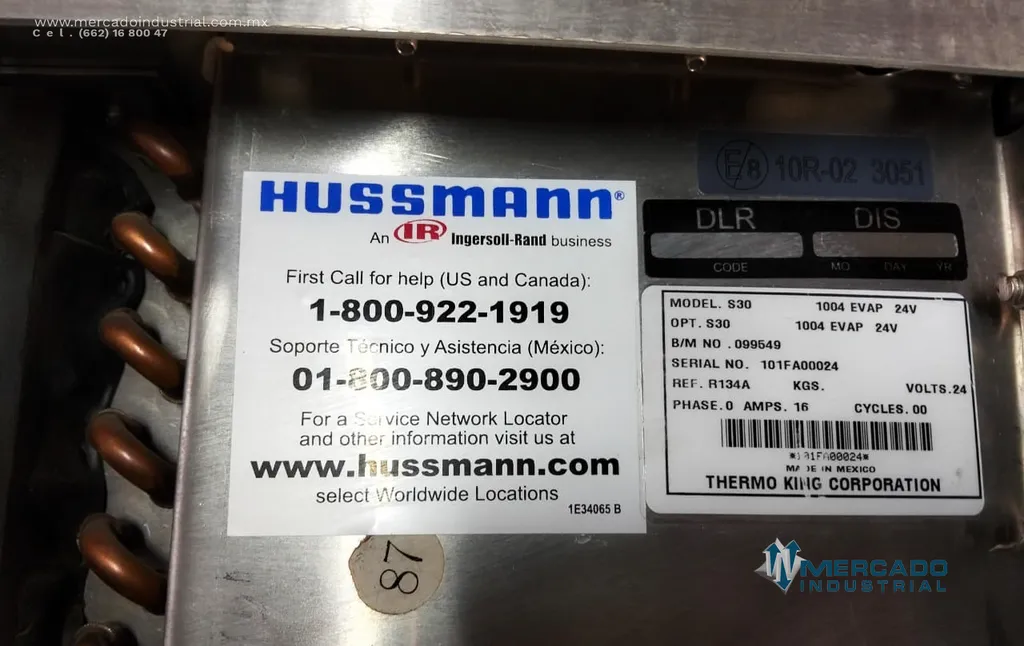 www.mercadoindustrial.com.mx
Cel. (662) 16 800 47
HUSSMANN®
An IR Ingersoll-Rand business
First Call for help (US and Canada):
1-800-922-1919
Soporte Técnico y Asistencia (México):
01-800-890-2900
For a Service Network Locator
and other information visit us at
www.hussmann.com
select Worldwide Locations
1E34065 B
87
E/8 10R-02 3051
DLR DIS
CODE MO DAY YR
MODEL. S30 1004 EVAP 24V
OPT. S30 1004 EVAP 24V
B/M NO . 099549
SERIAL NO. 101FA00024
REF. R134A KGS. VOLTS.24
PHASE.0 AMPS. 16 CYCLES.00
*101FA00024*
MADE IN MEXICO
THERMO KING CORPORATION
MERCADO
INDUSTRIAL